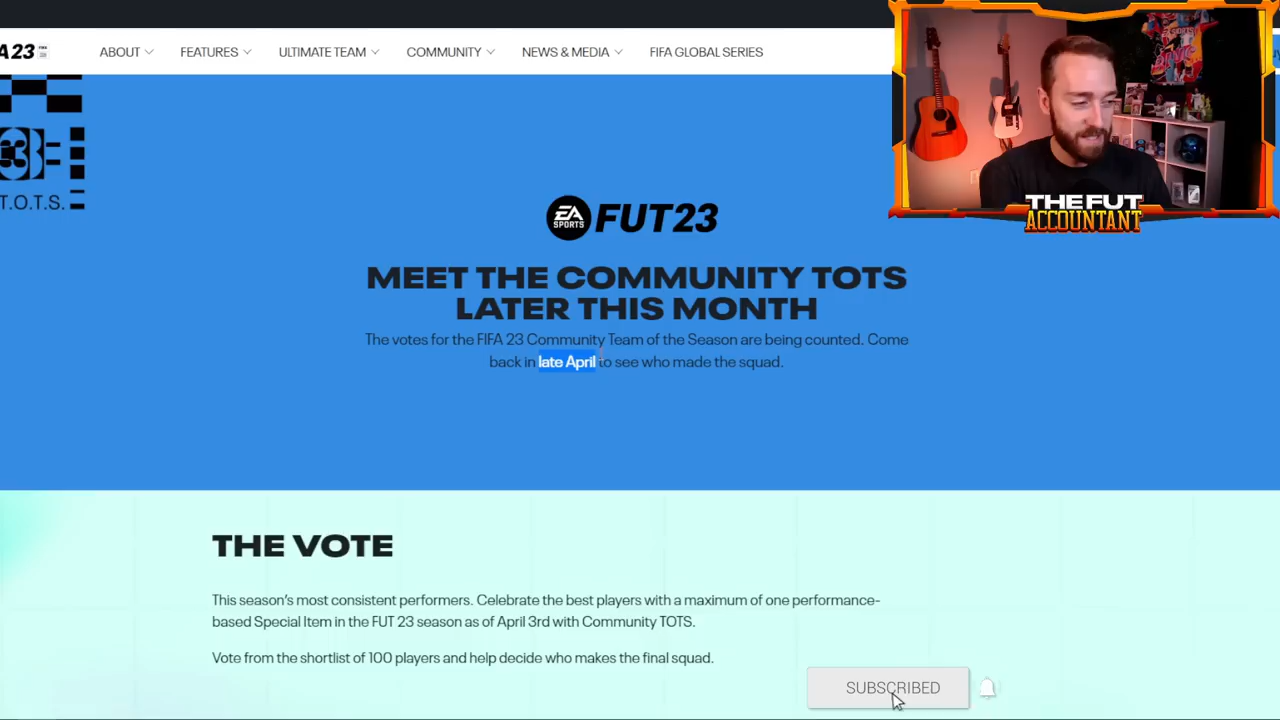 A 23
ABOUT
FEATURES
ULTIMATE TEAM
COMMUNITY
NEWS & MEDIA
FIFA GLOBAL SERIES
T.O.T.S.
THE FUT
ACCOUNTANT
EA
SPORTS
FUT23
MEET THE COMMUNITY TOTS
LATER THIS MONTH
The votes for the FIFA 23 Community Team of the Season are being counted. Come
back in late April to see who made the squad.
THE VOTE
This season's most consistent performers. Celebrate the best players with a maximum of one performance-
based Special Item in the FUT 23 season as of April 3rd with Community TOTS.
Vote from the shortlist of 100 players and help decide who makes the final squad.
SUBSCRIBED